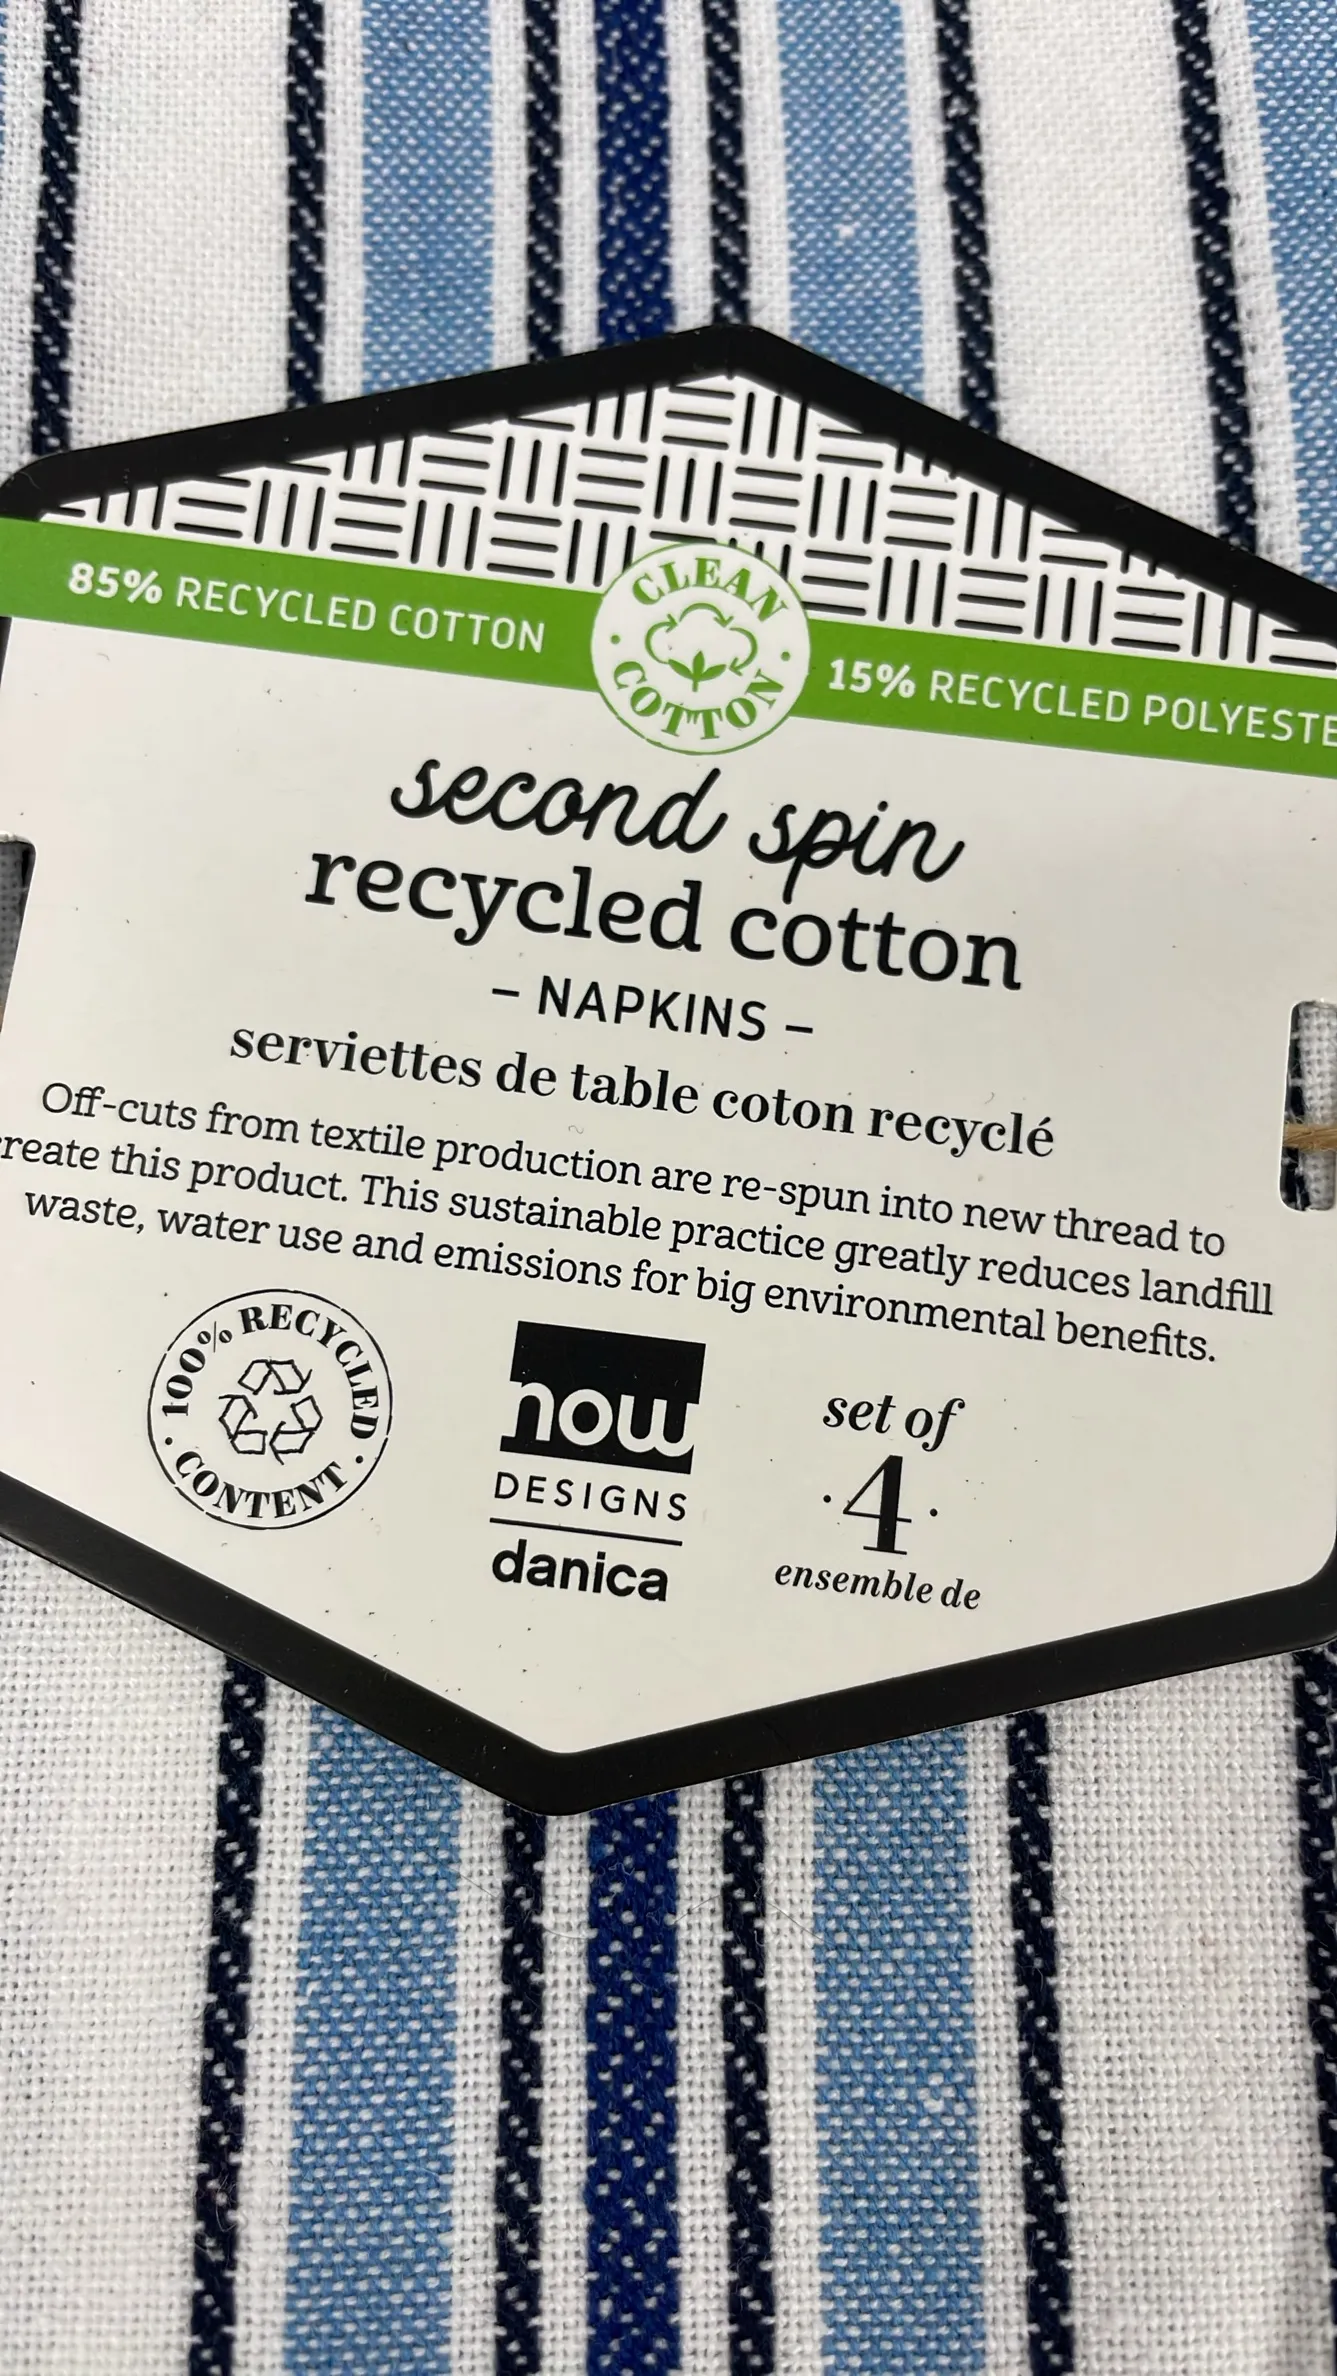 85% RECYCLED COTTON
CLEAN COTTON
15% RECYCLED POLYESTE
second spin
recycled cotton
– NAPKINS –
serviettes de table coton recyclé
Off-cuts from textile production are re-spun into new thread to
reate this product. This sustainable practice greatly reduces landfill
waste, water use and emissions for big environmental benefits.
100% RECYCLED · CONTENT ·
now
DESIGNS
danica
set of
· 4 ·
ensemble de